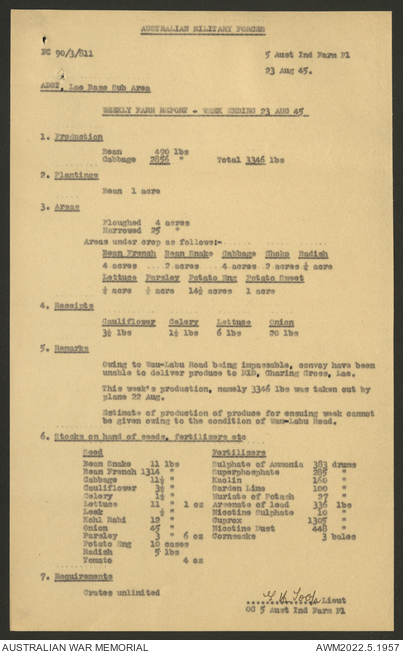 AUSTRALIAN MILITARY FORCES
FC 90/3/811 5 Aust Ind Farm Pl
23 Aug 45.
ADGT, Lae Base Sub Area
WEEKLY FARM REPORT - WEEK ENDING 23 AUG 45
1. Production
Bean 490 lbs
Cabbage 2856 " Total 3346 lbs
2. Plantings
Bean 1 acre
3. Areas
Ploughed 4 acres
Harrowed 25 "
Areas under crop as follows:-
Bean French Bean Snake Cabbage Choko Radish
4 acres 2 acres 4 acres 2 acres ½ acre
Lettuce Parsley Potato Eng Potato Sweet
½ acre ½ acre 14½ acres 1 acre
4. Receipts
Cauliflower Celery Lettuce Onion
3½ lbs 1½ lbs 6 lbs 20 lbs
5. Remarks
Owing to Wau-Labu Road being impassable, convoy have been
unable to deliver produce to DID, Charing Cross, Lae.
This week's production, namely 3346 lbs was taken out by
plane 22 Aug.
Estimate of production of produce for ensuing week cannot
be given owing to the condition of Wau-Labu Road.
6. Stocks on hand of seeds, fertilizers etc
Seed Fertilizers
Bean Snake 11 lbs Sulphate of Ammonia 383 drums
Bean French 1314 " Superphosphate 285 "
Cabbage 11½ " Kaolin 160 "
Cauliflower 3½ " Garden Lime 100 "
Celery 1½ " Muriate of Potash 27 "
Lettuce 11 " 1 oz Arsenate of Lead 336 lbs
Leek ½ " Nicotine Sulphate 10 "
Kohl Rabi 12 " Cuprox 1305 "
Onion 45 " Nicotine Dust 448 "
Parsley 3 " 6 oz Cornsacks 3 bales
Potato Eng 10 cases
Radish 5 lbs
Tomato 4 oz
7. Requirements
Crates unlimited
Lieut
OC 5 Aust Ind Farm Pl
AUSTRALIAN WAR MEMORIAL AWM2022.5.1957